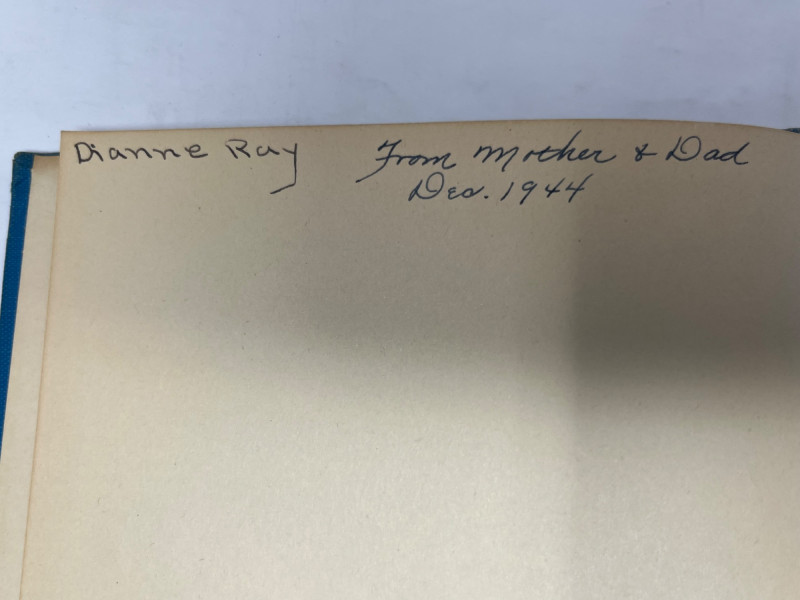 Dianne Ray
From Mother & Dad
Dec. 1944